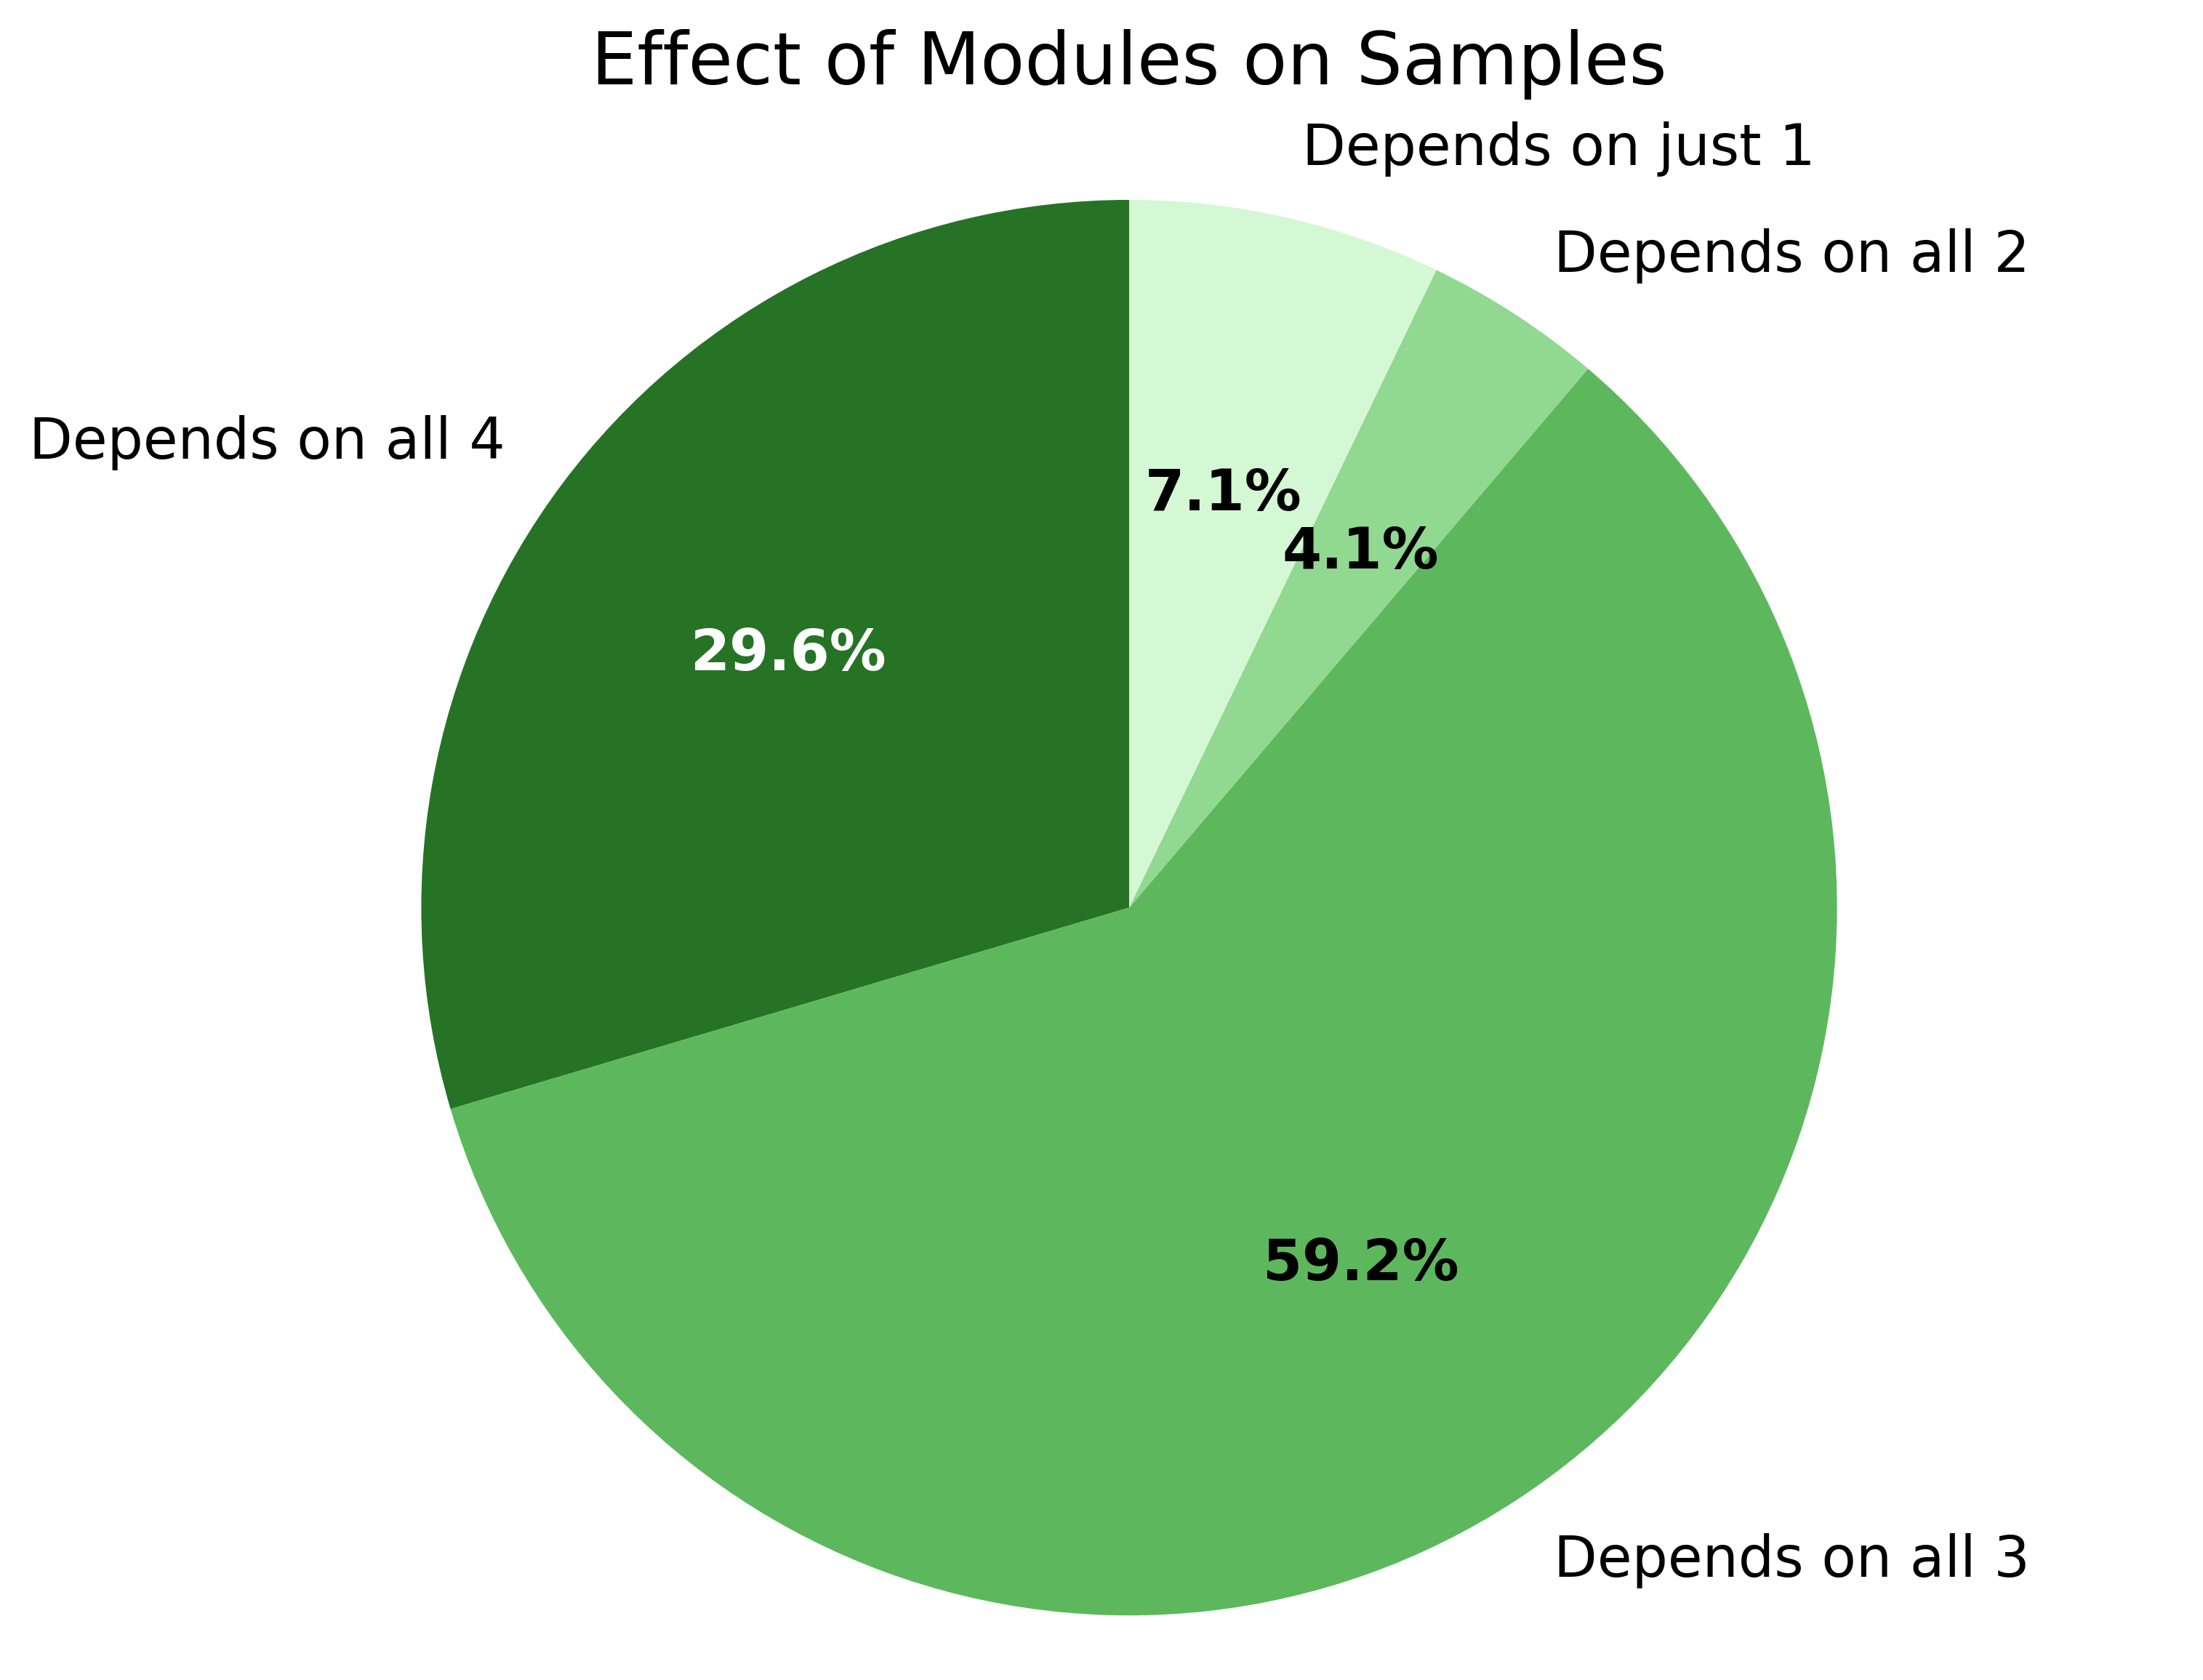 Effect of Modules on Samples
Depends on just 1
Depends on all 2
Depends on all 4
7.1%
4.1%
29.6%
59.2%
Depends on all 3